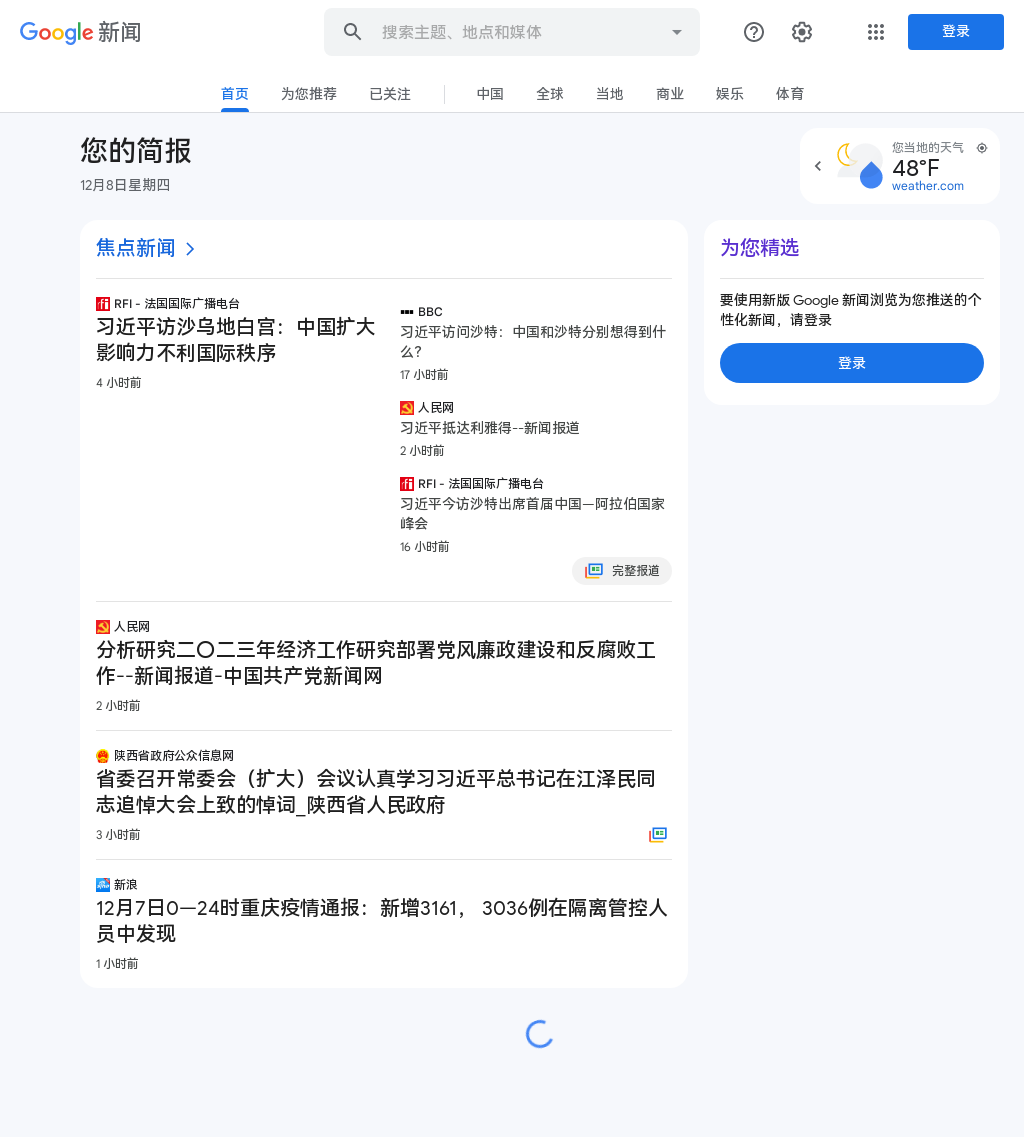 Google 新闻
搜索主题、地点和媒体
登录
首页
为您推荐
已关注
中国
全球
当地
商业
娱乐
体育
您的简报
12月8日星期四
您当地的天气
48°F
weather.com
焦点新闻
RFI - 法国国际广播电台
习近平访沙乌地白宫：中国扩大
影响力不利国际秩序
4 小时前
BBC
习近平访问沙特：中国和沙特分别想得到什
么？
17 小时前
人民网
习近平抵达利雅得--新闻报道
2 小时前
RFI - 法国国际广播电台
习近平今访沙特出席首届中国—阿拉伯国家
峰会
16 小时前
完整报道
人民网
分析研究二〇二三年经济工作研究部署党风廉政建设和反腐败工
作--新闻报道-中国共产党新闻网
2 小时前
陕西省政府公众信息网
省委召开常委会（扩大）会议认真学习习近平总书记在江泽民同
志追悼大会上致的悼词_陕西省人民政府
3 小时前
新浪
12月7日0—24时重庆疫情通报：新增3161， 3036例在隔离管控人
员中发现
1 小时前
为您精选
要使用新版 Google 新闻浏览为您推送的个
性化新闻，请登录
登录